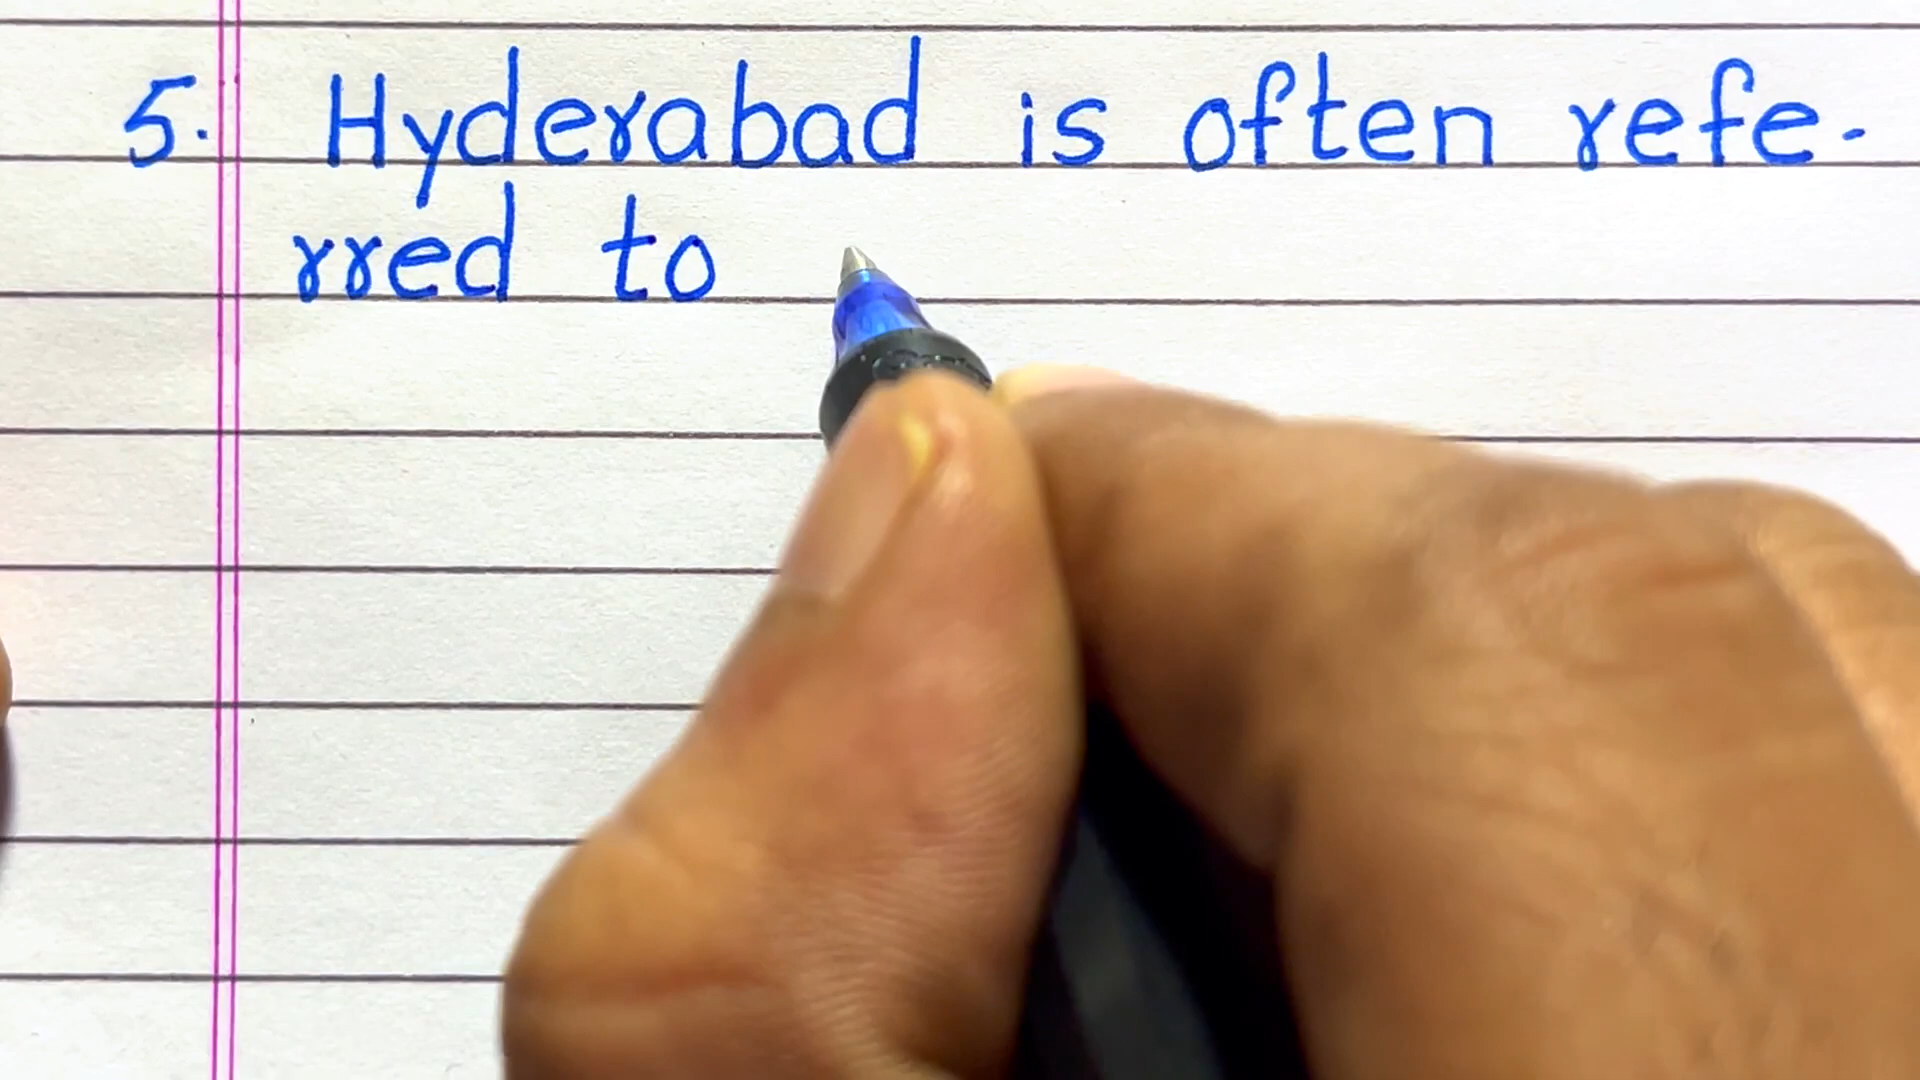 5. Hyderabad is often refe-
rred to